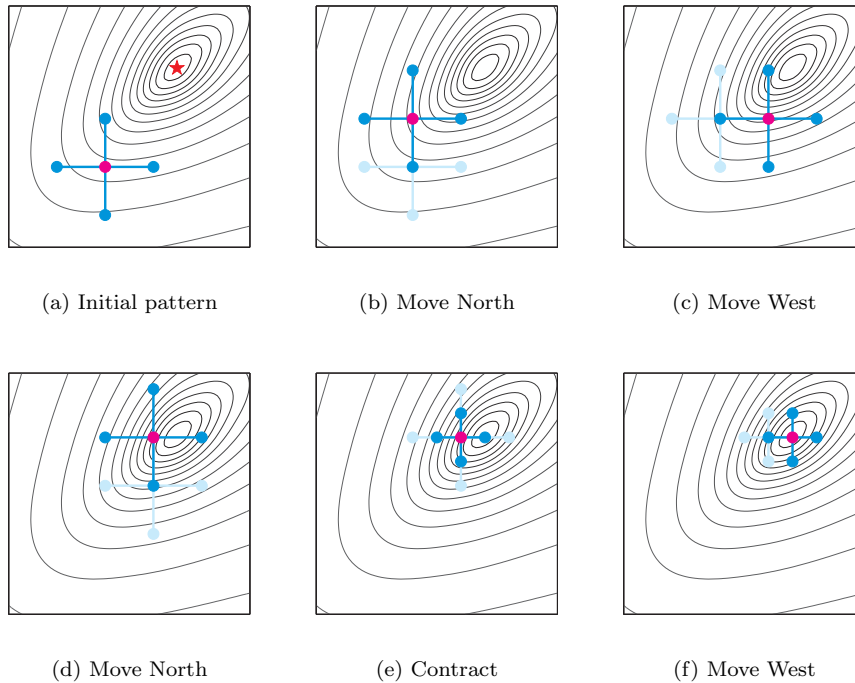 (a) Initial pattern
(b) Move North
(c) Move West
(d) Move North
(e) Contract
(f) Move West